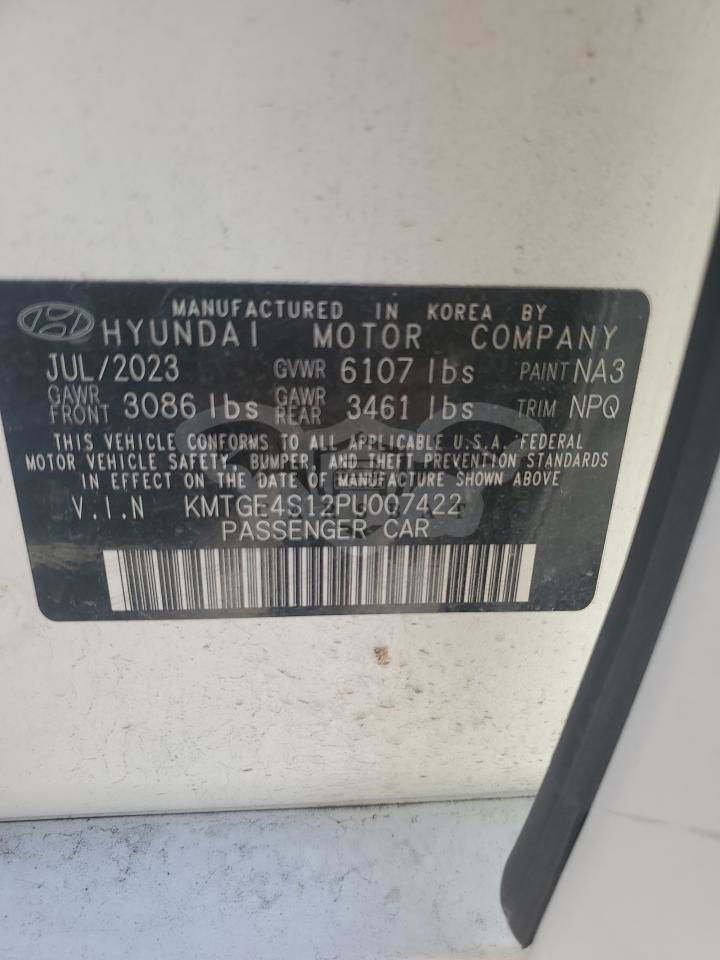 MANUFACTURED IN KOREA BY
HYUNDAI MOTOR COMPANY
JUL/2023 GVWR 6107 lbs PAINT NA3
GAWR FRONT 3086 lbs GAWR REAR 3461 lbs TRIM NPQ
THIS VEHICLE CONFORMS TO ALL APPLICABLE U.S.A. FEDERAL
MOTOR VEHICLE SAFETY, BUMPER, AND THEFT PREVENTION STANDARDS
IN EFFECT ON THE DATE OF MANUFACTURE SHOWN ABOVE
V.I.N KMTGE4S12PU007422
PASSENGER CAR